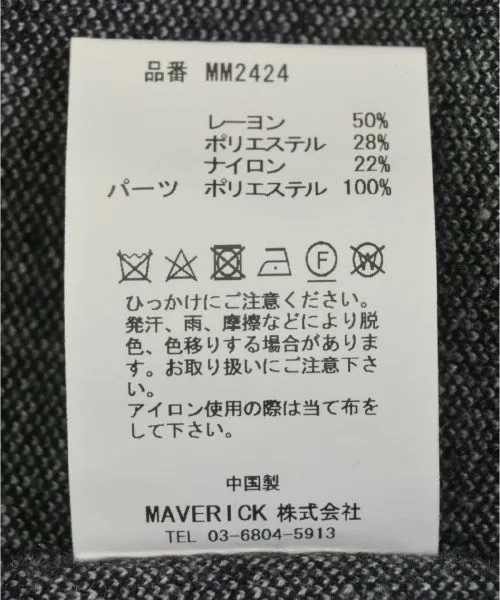 品番 MM2424
レーヨン 50%
ポリエステル 28%
ナイロン 22%
パーツ ポリエステル 100%
F W
ひっかけにご注意ください。
発汗、雨、摩擦などにより脱
色、色移りする場合がありま
す。お取り扱いにご注意下さ
い。
アイロン使用の際は当て布を
して下さい。
中国製
MAVERICK 株式会社
TEL 03-6804-5913